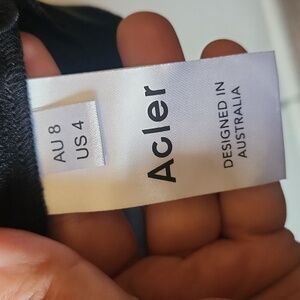 AU 8
US 4
Acler
DESIGNED IN
AUSTRALIA